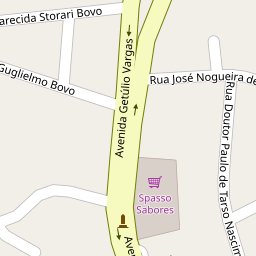 arecida Storari Bovo
Guglielmo Bovo
Avenida Getúlio Vargas
Rua José Nogueira de
Rua Doutor Paulo de Tarso Nascim
Spasso
Sabores
Ave